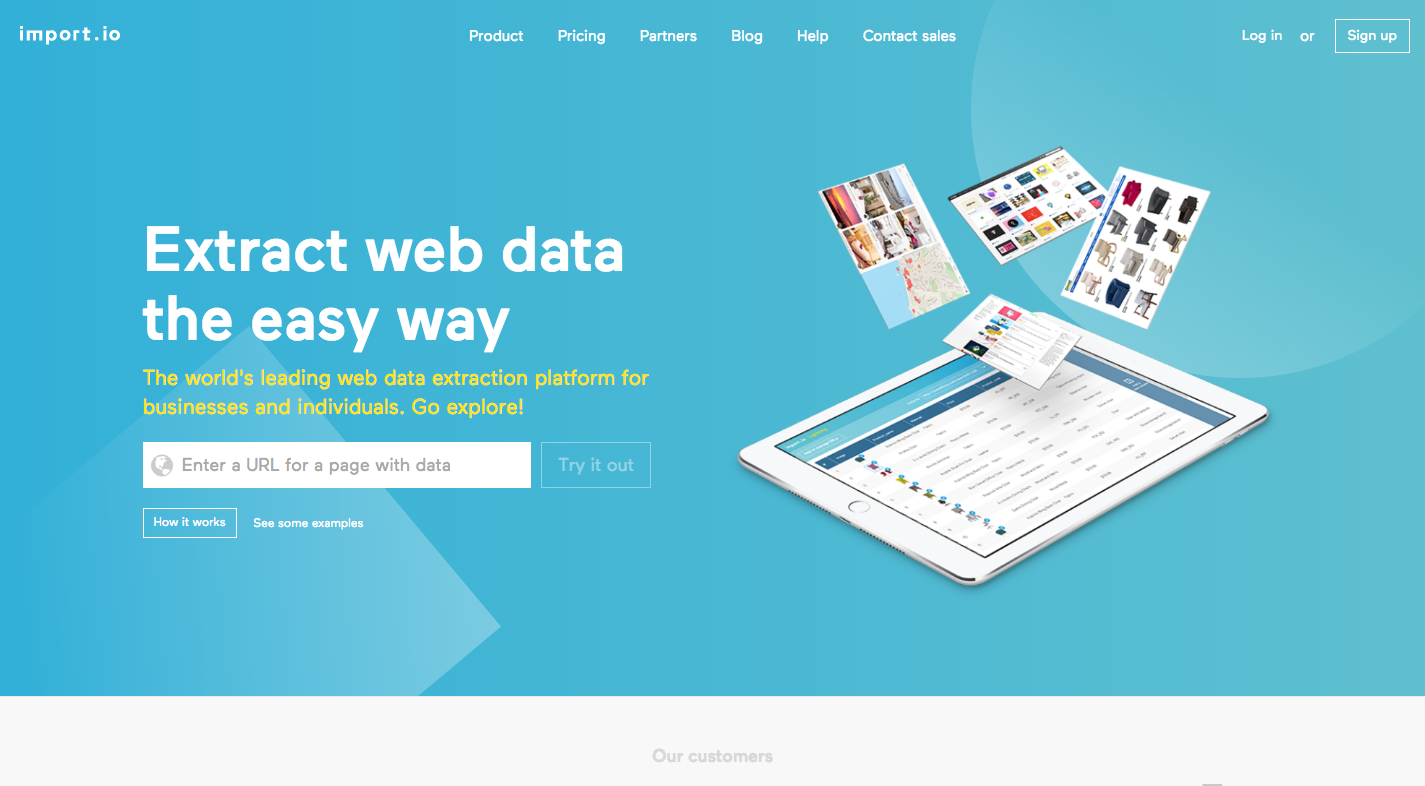 import.io
Product
Pricing
Partners
Blog
Help
Contact sales
Log in or Sign up
Extract web data
the easy way
The world's leading web data extraction platform for
businesses and individuals. Go explore!
Enter a URL for a page with data
Try it out
How it works
See some examples
Our customers